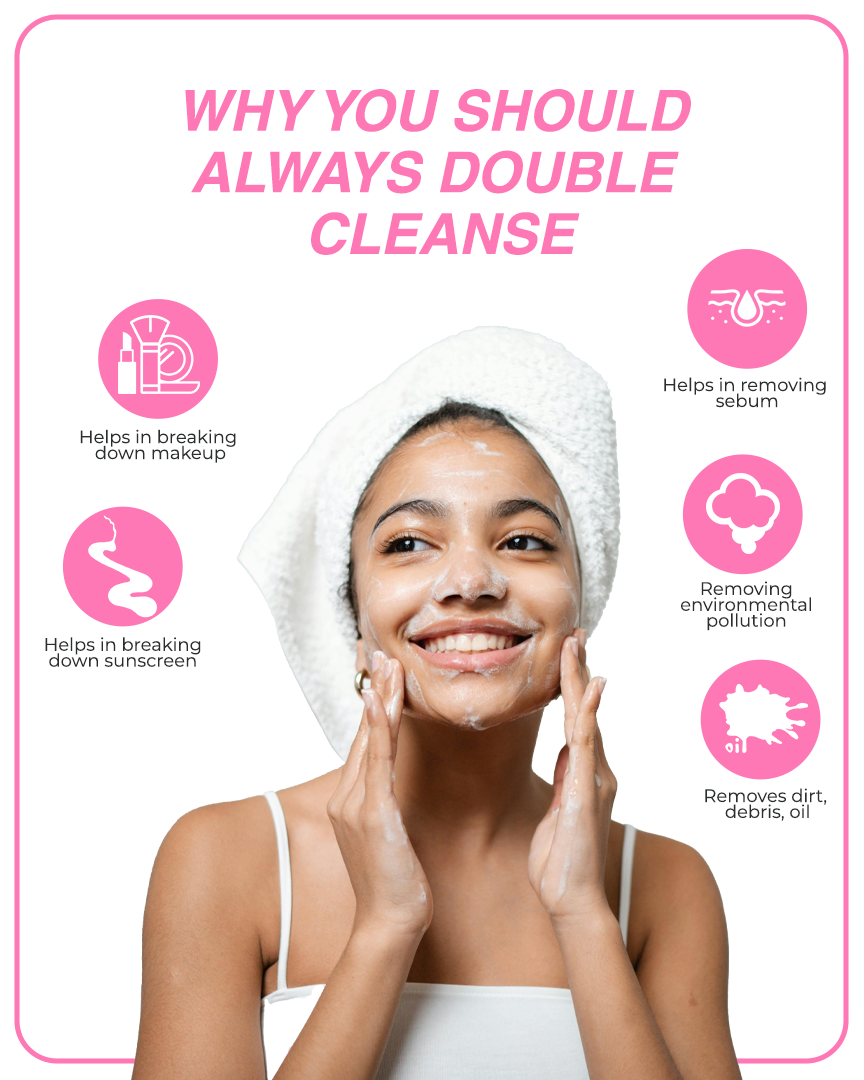 WHY YOU SHOULD
ALWAYS DOUBLE
CLEANSE
Helps in breaking
down makeup
Helps in breaking
down sunscreen
Helps in removing
sebum
Removing
environmental
pollution
oil
Removes dirt,
debris, oil